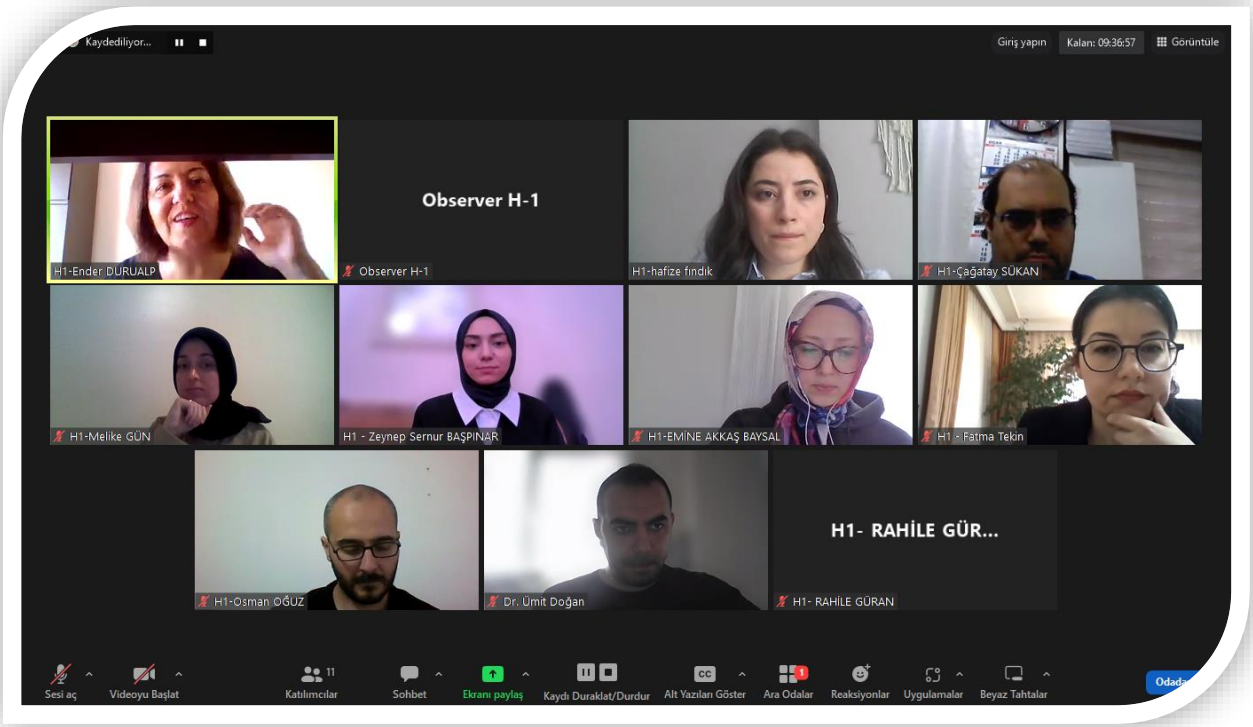 Kaydediliyor...
Giriş yapın
Kalan: 09:36:57
Görüntüle
H1-Ender DURUALP
Observer H-1
Observer H-1
H1-hafize fındık
H1-Çağatay SÜKAN
H1-Melike GÜN
H1 - Zeynep Sernur BAŞPINAR
H1-EMİNE AKKAŞ BAYSAL
H1 - Fatma Tekin
H1-Osman OĞUZ
Dr. Ümit Doğan
H1- RAHİLE GÜR...
H1- RAHİLE GÜRAN
11
CC
1
Sesi aç
Videoyu Başlat
Katılımcılar
Sohbet
Ekranı paylaş
Kaydı Duraklat/Durdur
Alt Yazıları Göster
Ara Odalar
Reaksiyonlar
Uygulamalar
Beyaz Tahtalar